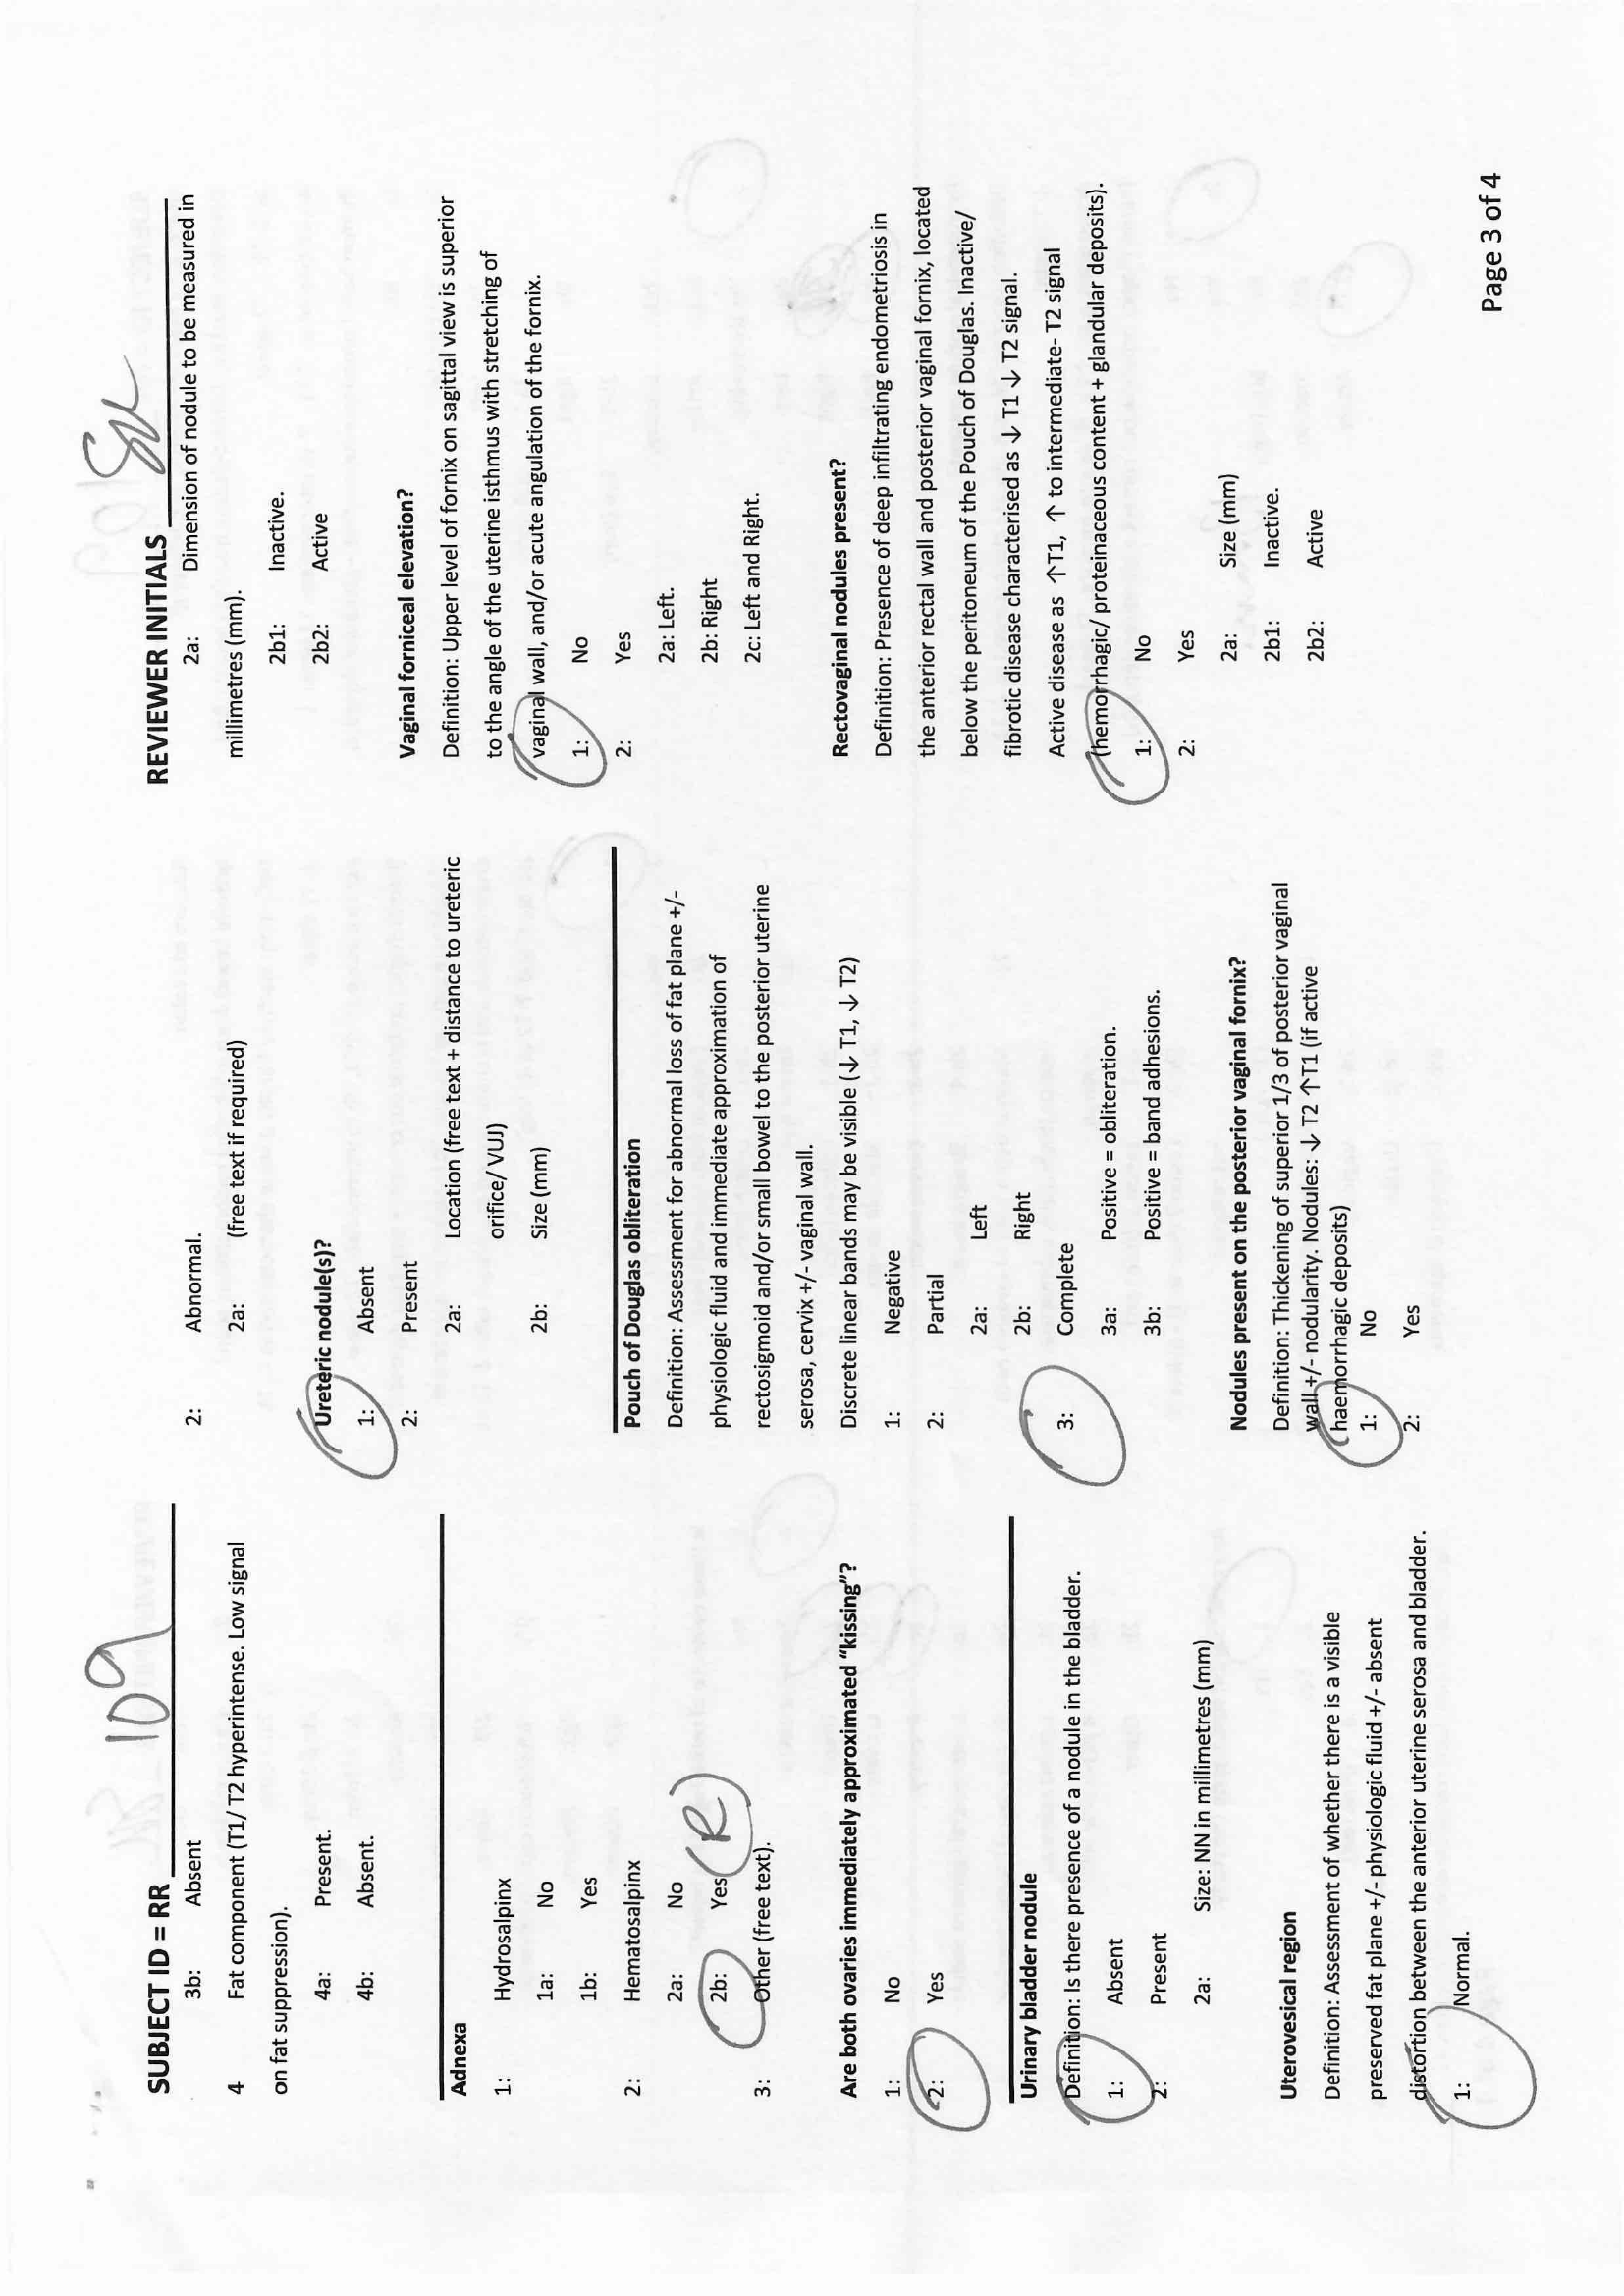 SUBJECT ID = RR 109
3b: Absent
4 Fat component (T1/ T2 hyperintense. Low signal
on fat suppression).
4a: Present.
4b: Absent.
Adnexa
1: Hydrosalpinx
1a: No
1b: Yes
2: Hematosalpinx
2a: No
2b: Yes (R)
3: Other (free text).
Are both ovaries immediately approximated "kissing"?
1: No
2: Yes
Urinary bladder nodule
Definition: Is there presence of a nodule in the bladder.
1: Absent
2: Present
2a: Size: NN in millimetres (mm)
Uterovesical region
Definition: Assessment of whether there is a visible
preserved fat plane +/- physiologic fluid +/- absent
distortion between the anterior uterine serosa and bladder.
1: Normal.
2: Abnormal.
2a: (free text if required)
Ureteric nodule(s)?
1: Absent
2: Present
2a: Location (free text + distance to ureteric
orifice/ VUJ)
2b: Size (mm)
Pouch of Douglas obliteration
Definition: Assessment for abnormal loss of fat plane +/-
physiologic fluid and immediate approximation of
rectosigmoid and/or small bowel to the posterior uterine
serosa, cervix +/- vaginal wall.
Discrete linear bands may be visible (↓ T1, ↓ T2)
1: Negative
2: Partial
2a: Left
2b: Right
3: Complete
3a: Positive = obliteration.
3b: Positive = band adhesions.
Nodules present on the posterior vaginal fornix?
Definition: Thickening of superior 1/3 of posterior vaginal
wall +/- nodularity. Nodules: ↓ T2 ↑T1 (if active
haemorrhagic deposits)
1: No
2: Yes
REVIEWER INITIALS
2a: Dimension of nodule to be measured in
millimetres (mm).
2b1: Inactive.
2b2: Active
Vaginal forniceal elevation?
Definition: Upper level of fornix on sagittal view is superior
to the angle of the uterine isthmus with stretching of
vaginal wall, and/or acute angulation of the fornix.
1: No
2: Yes
2a: Left.
2b: Right
2c: Left and Right.
Rectovaginal nodules present?
Definition: Presence of deep infiltrating endometriosis in
the anterior rectal wall and posterior vaginal fornix, located
below the peritoneum of the Pouch of Douglas. Inactive/
fibrotic disease characterised as ↓ T1 ↓ T2 signal.
Active disease as ↑T1, ↑ to intermediate- T2 signal
(hemorrhagic/ proteinaceous content + glandular deposits).
1: No
2: Yes
2a: Size (mm)
2b1: Inactive.
2b2: Active
Page 3 of 4